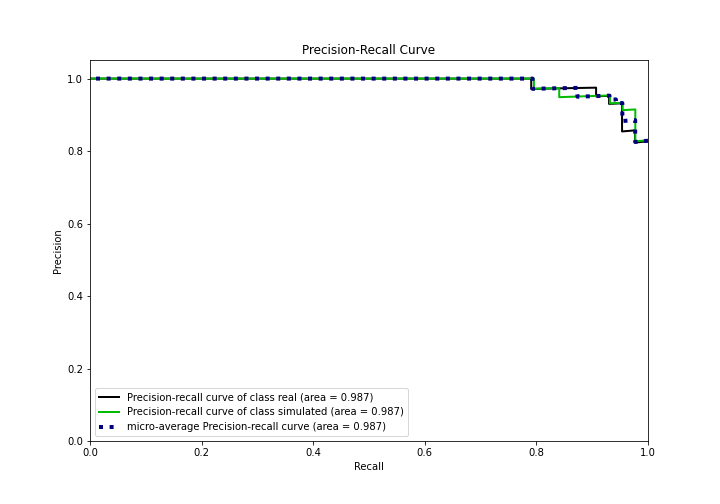 Precision-Recall Curve
1.0
0.8
0.6
0.4
0.2
0.0
Precision
Precision-recall curve of class real (area = 0.987)
Precision-recall curve of class simulated (area = 0.987)
micro-average Precision-recall curve (area = 0.987)
0.0 0.2 0.4 0.6 0.8 1.0
Recall